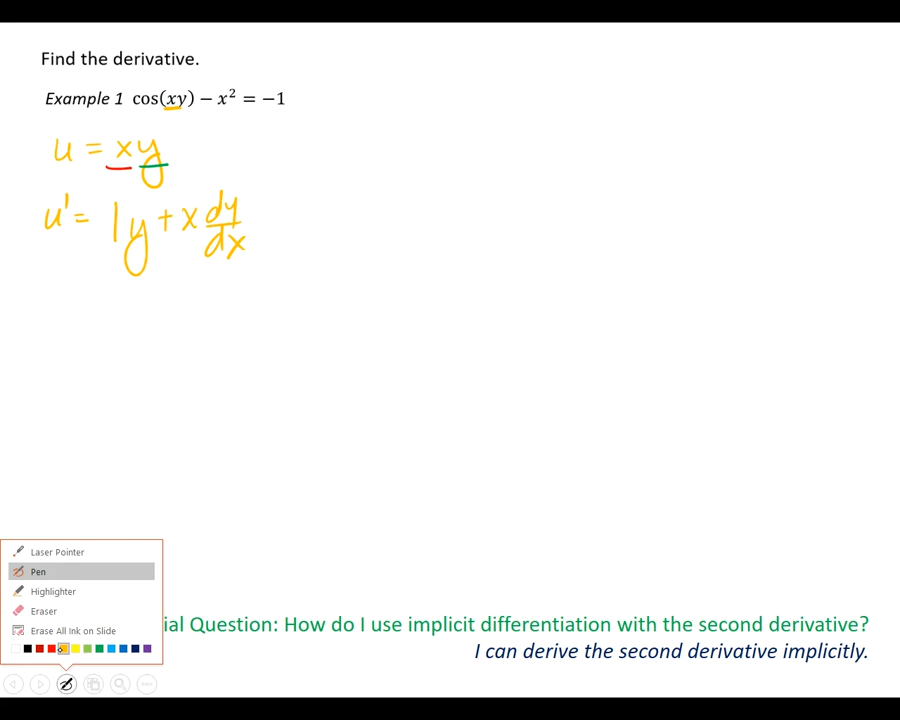 Find the derivative.
Example 1 cos(xy) − x² = −1
u = xy
u' = 1y + x dy/dx
Laser Pointer
Pen
Highlighter
Eraser
Erase All Ink on Slide
ial Question: How do I use implicit differentiation with the second derivative?
I can derive the second derivative implicitly.